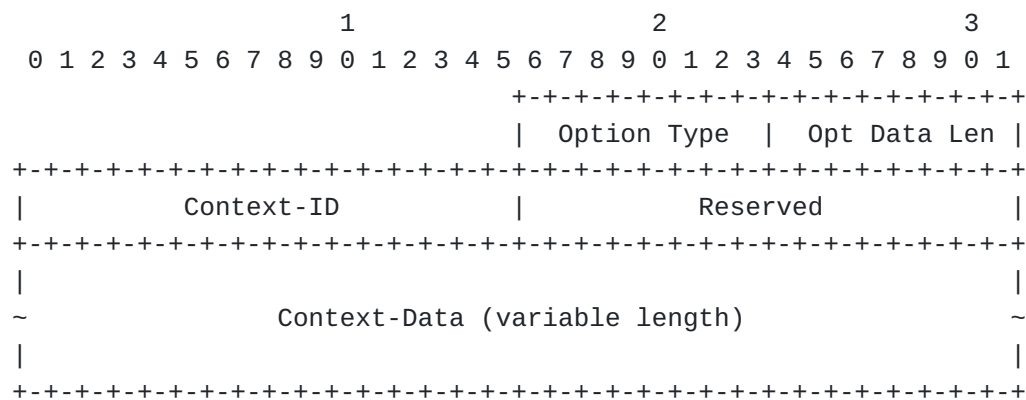 1                   2                   3
 0 1 2 3 4 5 6 7 8 9 0 1 2 3 4 5 6 7 8 9 0 1 2 3 4 5 6 7 8 9 0 1
                                +-+-+-+-+-+-+-+-+-+-+-+-+-+-+-+-+
                                |  Option Type  |  Opt Data Len |
+-+-+-+-+-+-+-+-+-+-+-+-+-+-+-+-+-+-+-+-+-+-+-+-+-+-+-+-+-+-+-+-+
|          Context-ID           |           Reserved            |
+-+-+-+-+-+-+-+-+-+-+-+-+-+-+-+-+-+-+-+-+-+-+-+-+-+-+-+-+-+-+-+-+
|                                                               |
~                Context-Data (variable length)                 ~
|                                                               |
+-+-+-+-+-+-+-+-+-+-+-+-+-+-+-+-+-+-+-+-+-+-+-+-+-+-+-+-+-+-+-+-+